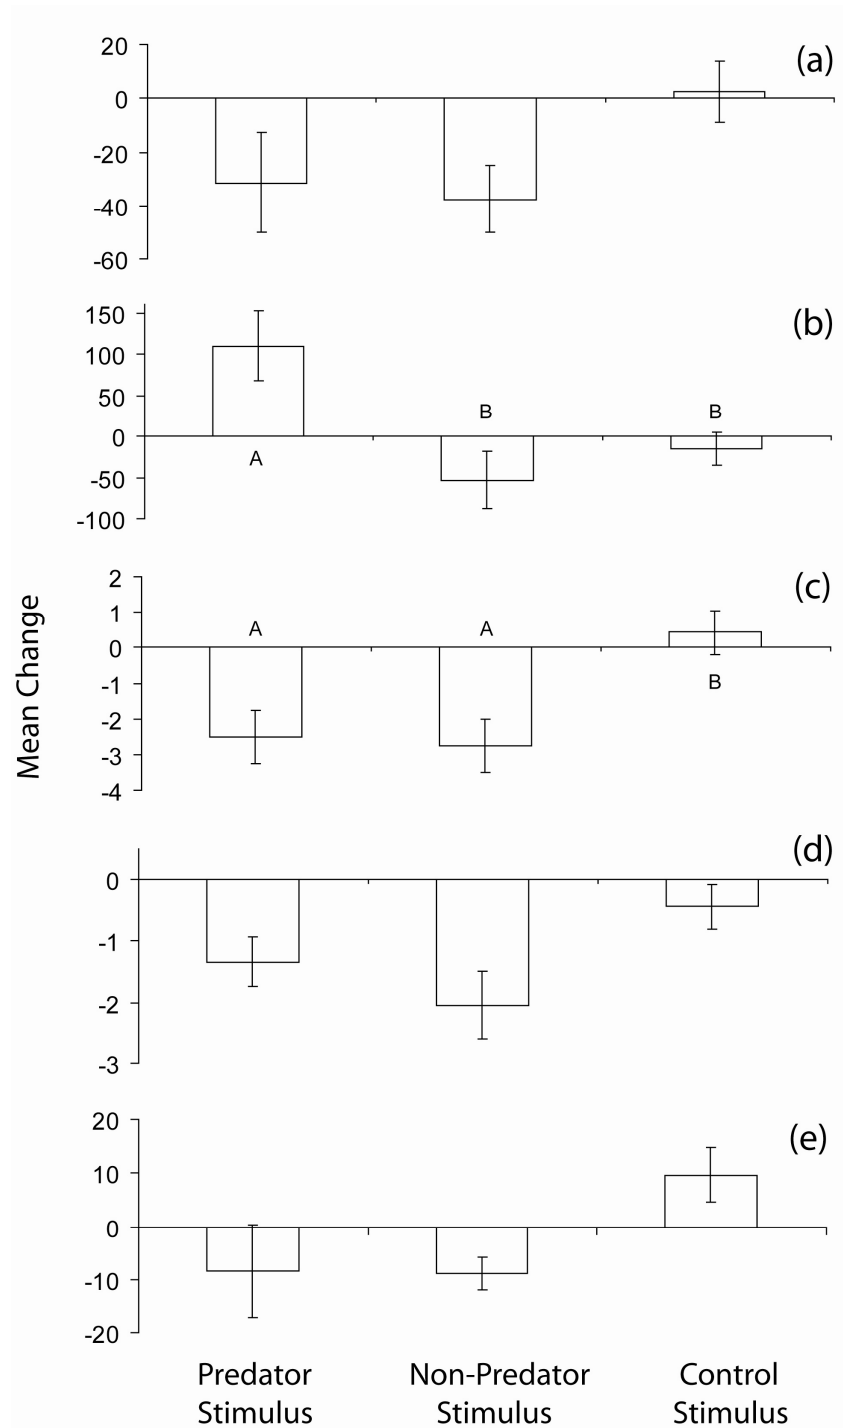 20
(a)
0
-20
-40
-60
150
(b)
100
50
B
B
0
A
-50
-100
2
(c)
1
A
A
0
-1
B
-2
-3
-4
Mean Change
(d)
0
-1
-2
-3
20
(e)
10
0
-10
-20
Predator
Stimulus
Non-Predator
Stimulus
Control
Stimulus